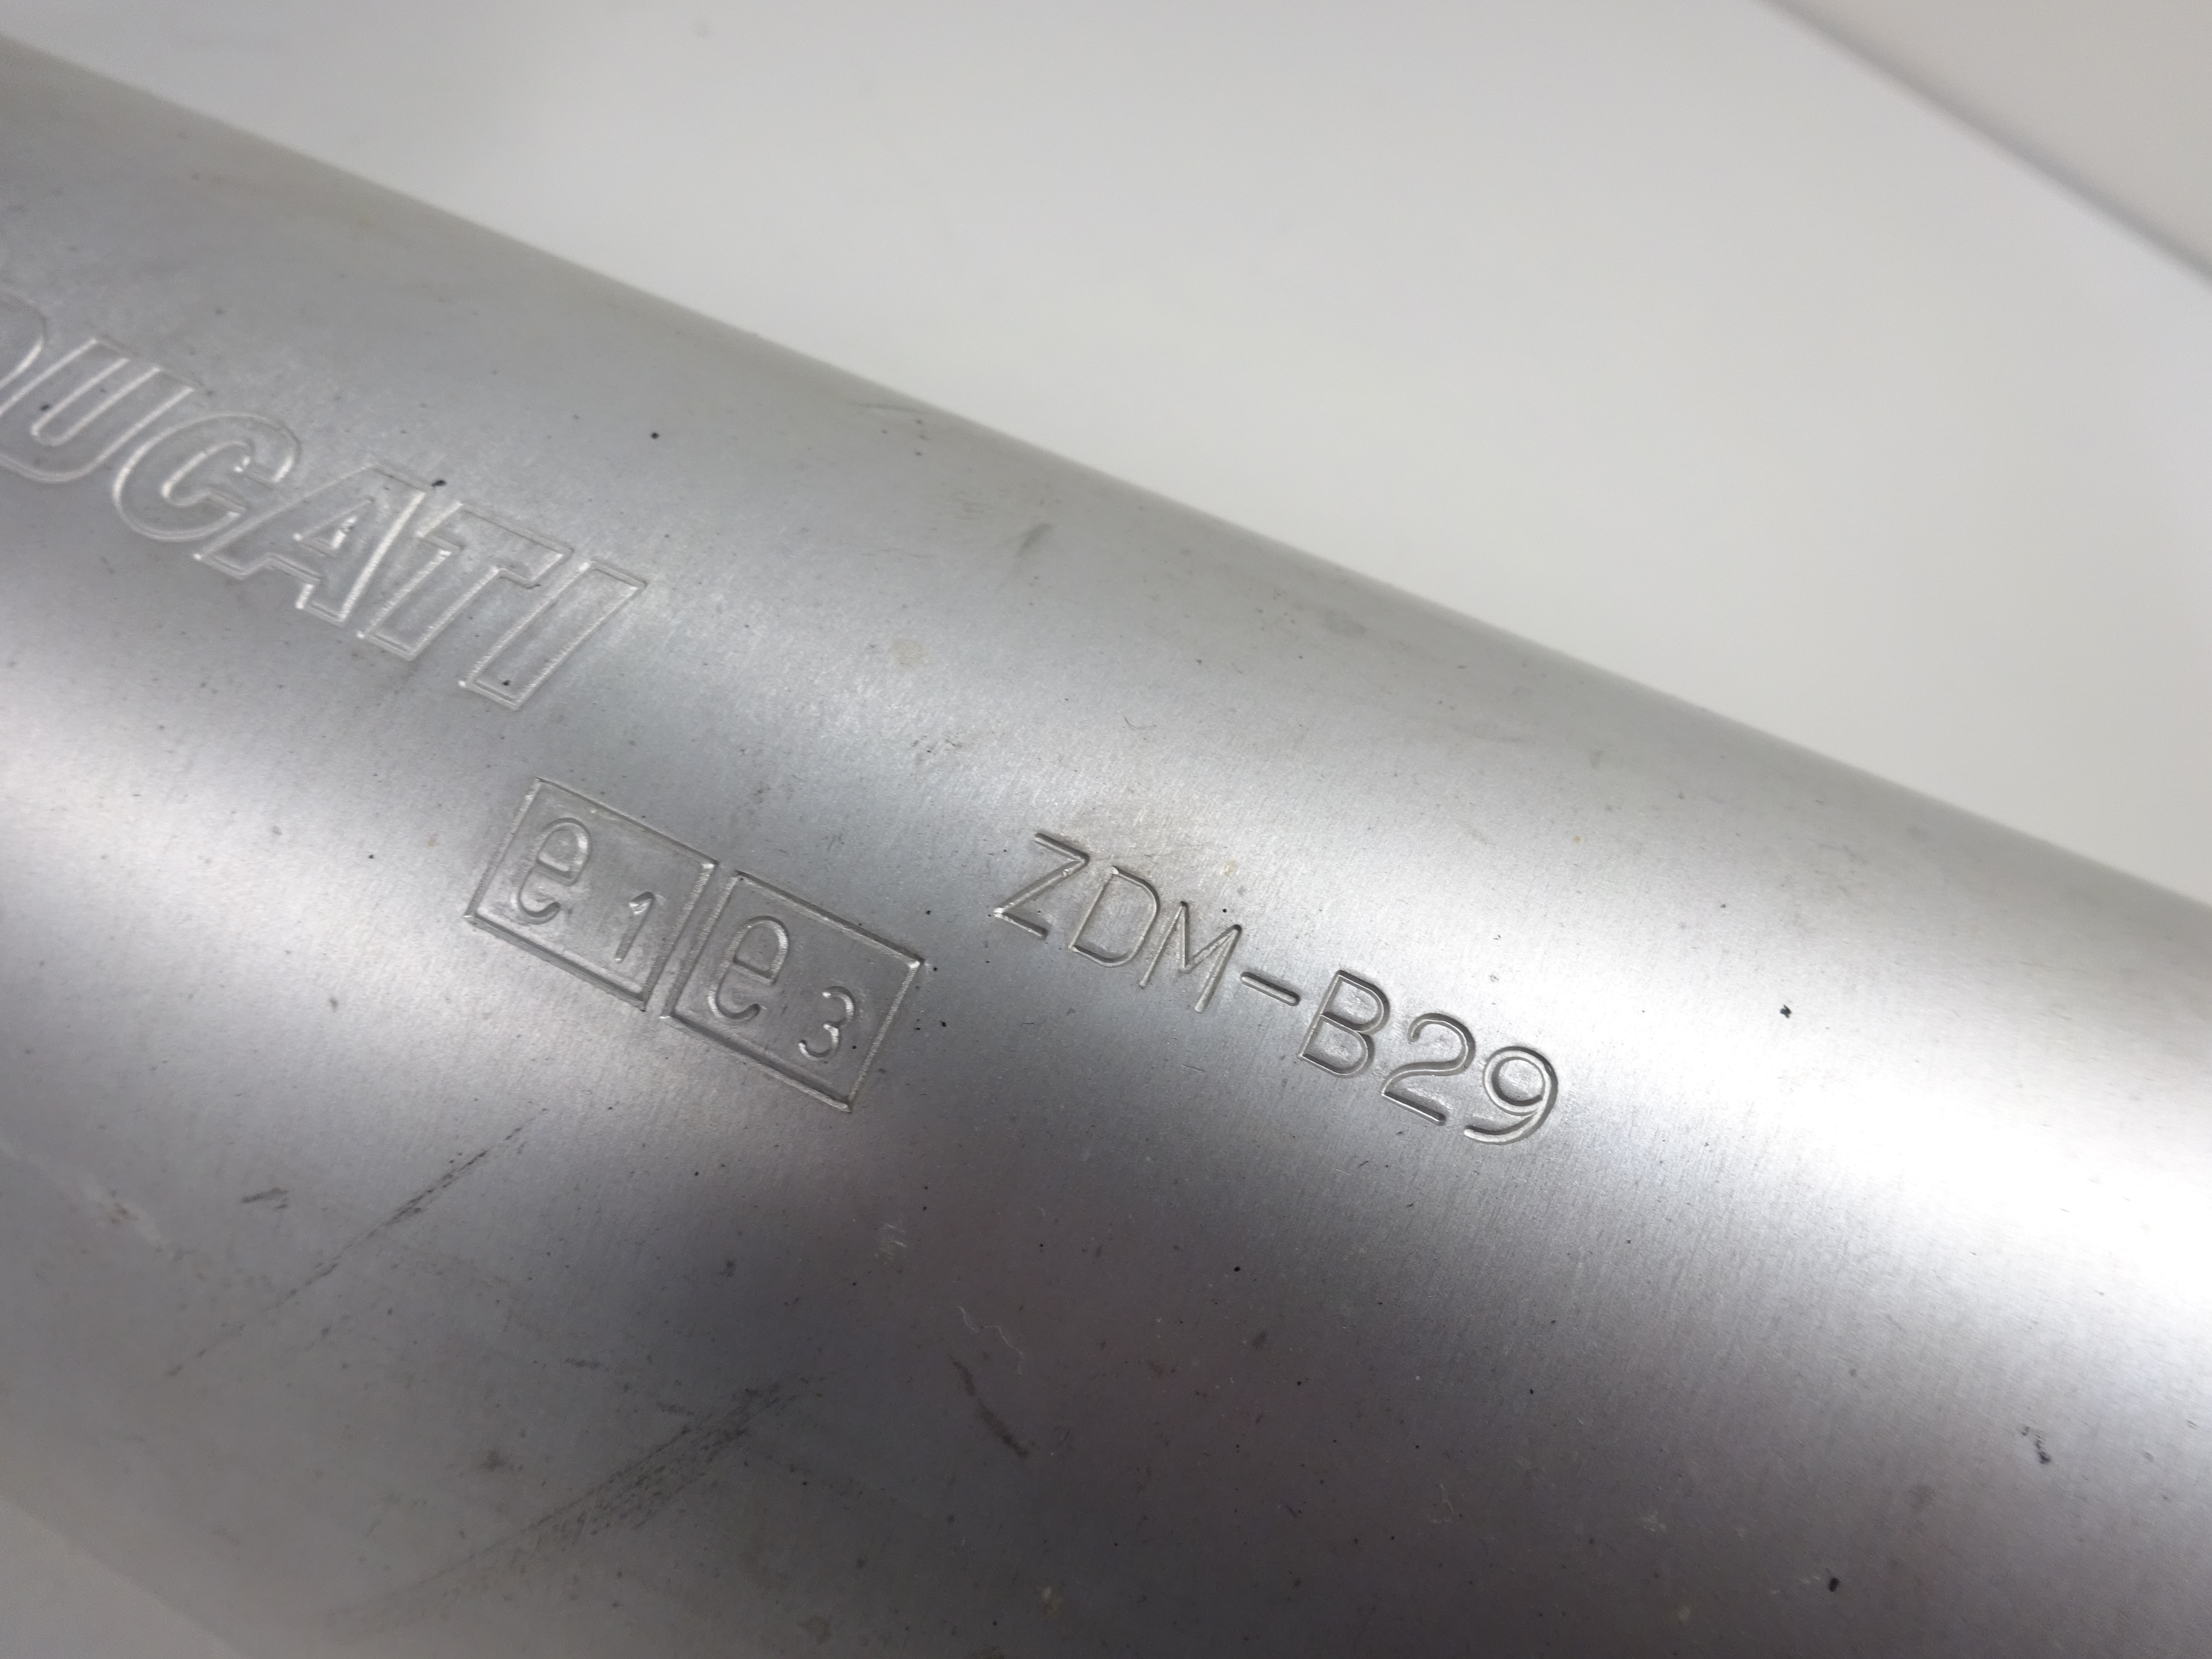 DUCATI
e1 e3 ZDM-B29